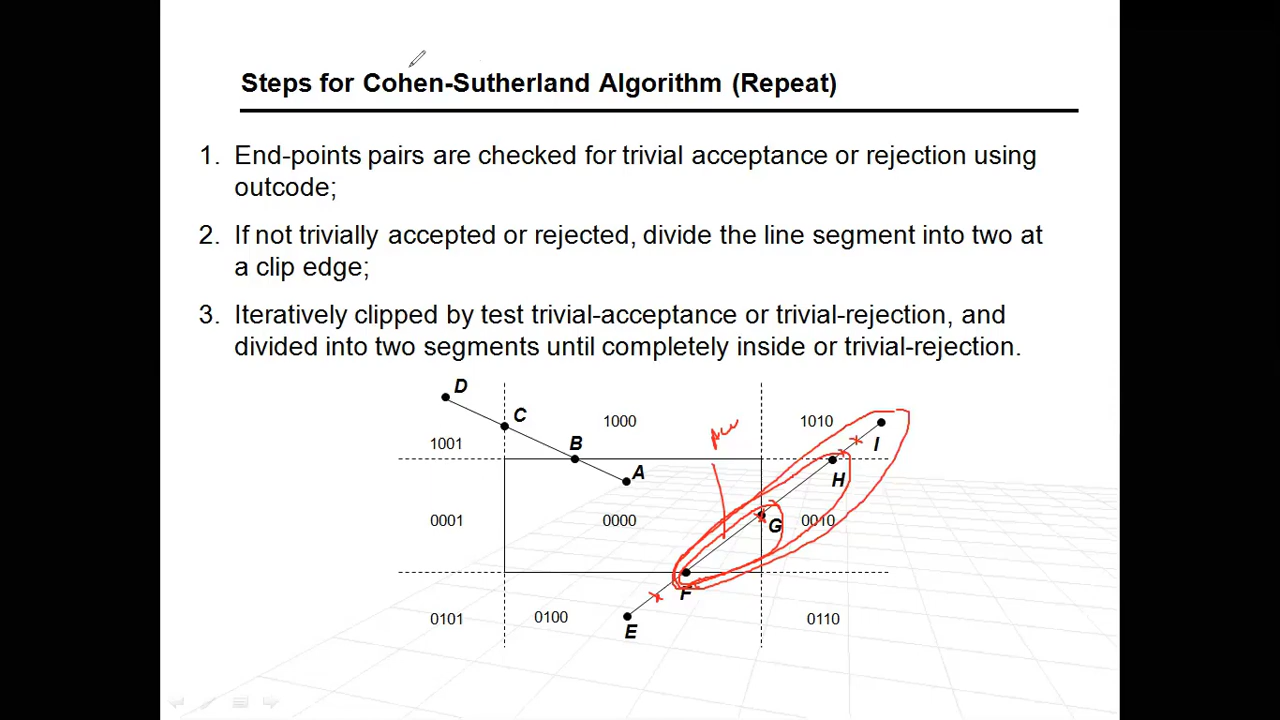 Steps for Cohen-Sutherland Algorithm (Repeat)
1. End-points pairs are checked for trivial acceptance or rejection using
outcode;
2. If not trivially accepted or rejected, divide the line segment into two at
a clip edge;
3. Iteratively clipped by test trivial-acceptance or trivial-rejection, and
divided into two segments until completely inside or trivial-rejection.
D
C
1000
1010
1001
B
I
A
H
0001
0000
G
0010
F
0101
0100
E
0110